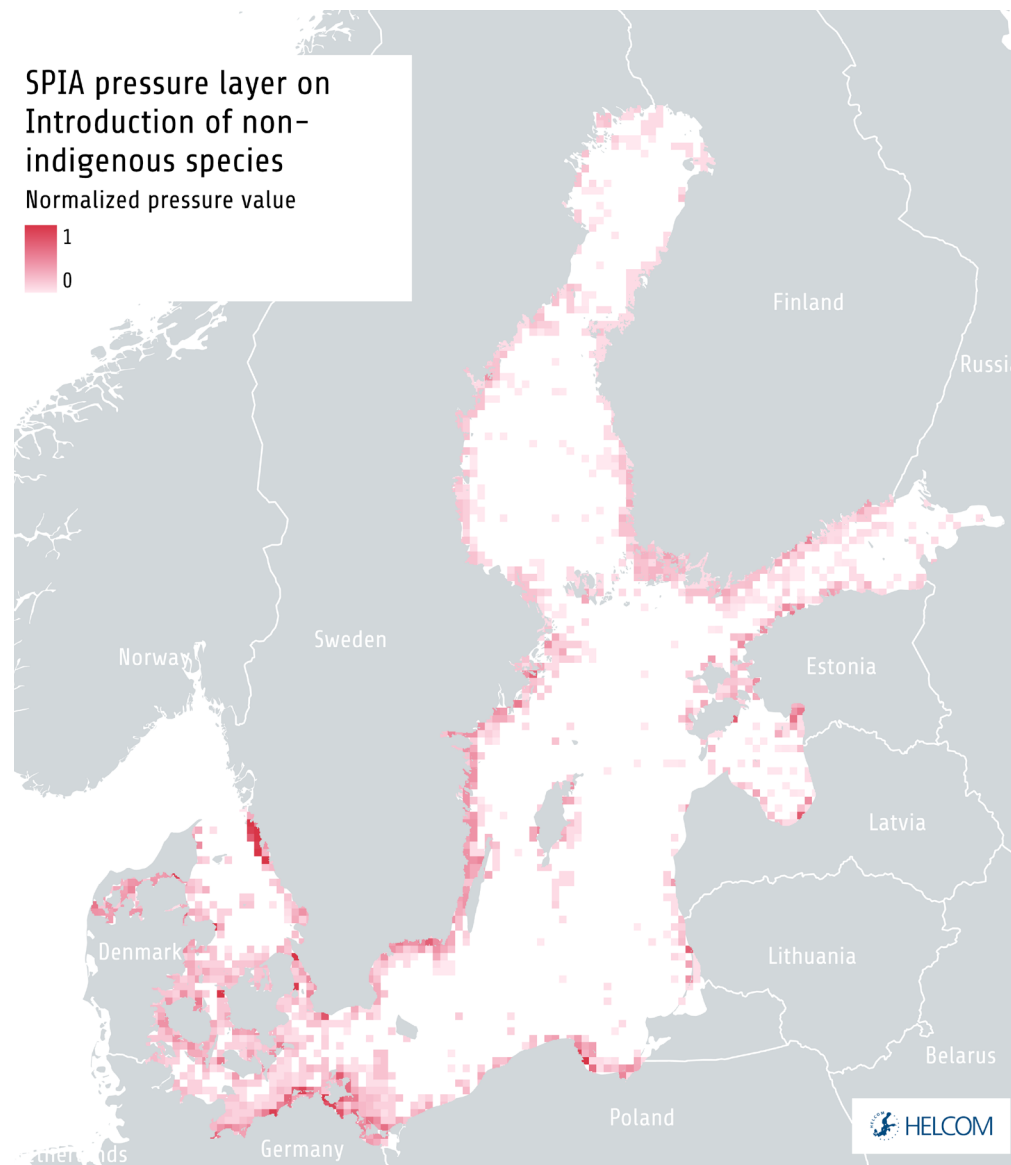 SPIA pressure layer on
Introduction of non-
indigenous species
Normalized pressure value
1
0
Finland
Russi
Sweden
Norway
Estonia
Latvia
Denmark
Lithuania
Belarus
Poland
HELCOM
Germany